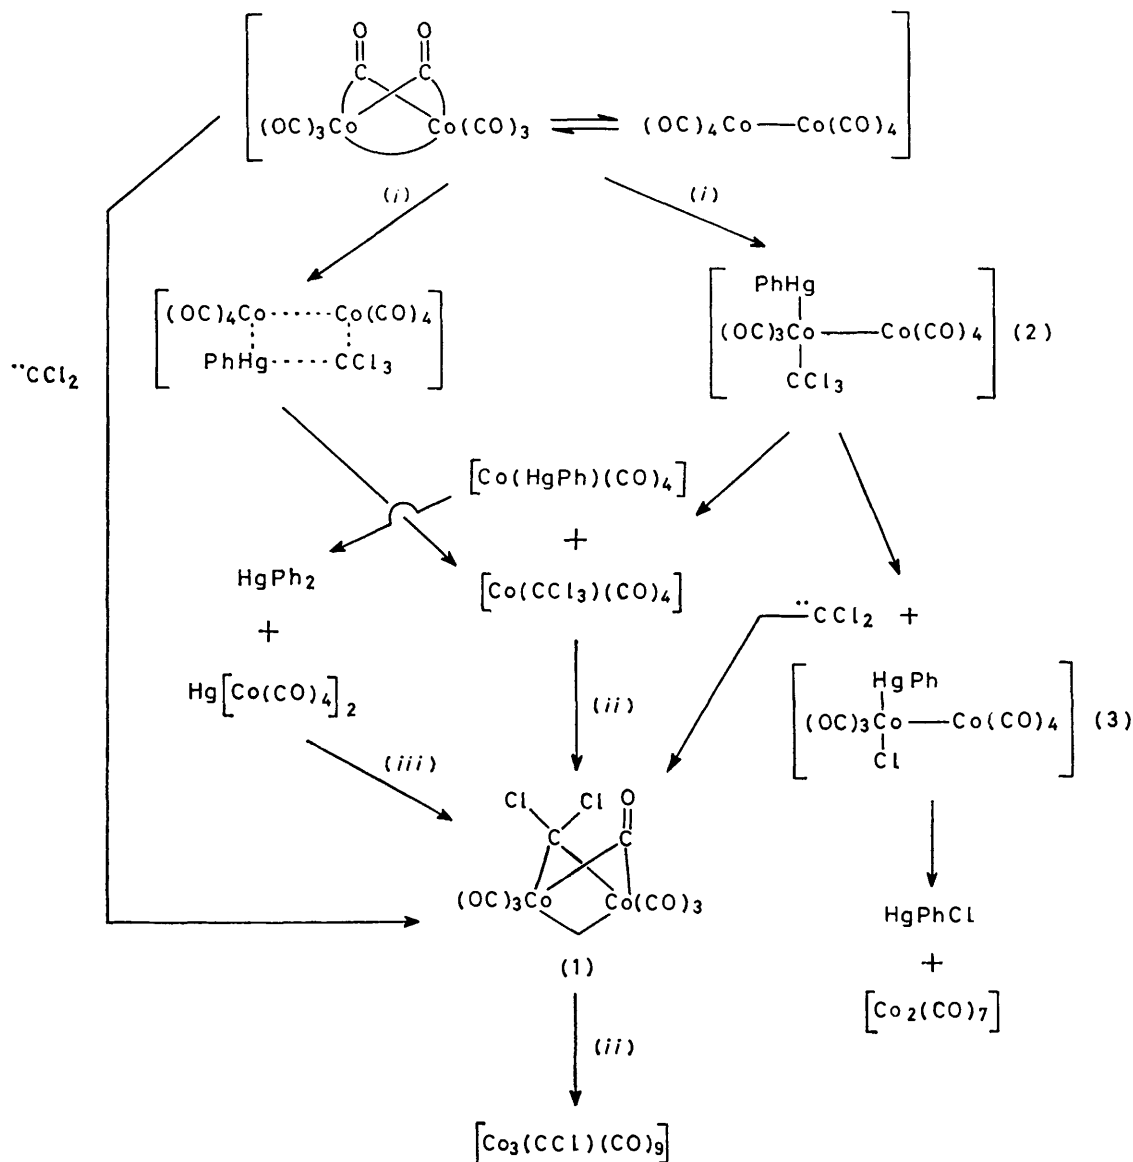 O O
|| ||
C C
(OC)₃Co Co(CO)₃ ⇌ (OC)₄Co—Co(CO)₄
(i) (i)
PhHg
(OC)₄Co Co(CO)₄
(OC)₃Co—Co(CO)₄ (2)
PhHg CCl₃
CCl₃
¨CCl₂
[Co(HgPh)(CO)₄]
+
HgPh₂
[Co(CCl₃)(CO)₄]
+
¨CCl₂ +
Hg[Co(CO)₄]₂
(ii)
HgPh
(OC)₃Co—Co(CO)₄ (3)
Cl
(iii)
Cl Cl O
C C
(OC)₃Co Co(CO)₃
HgPhCl
(1)
+
[Co₂(CO)₇]
(ii)
[Co₃(CCl)(CO)₉]